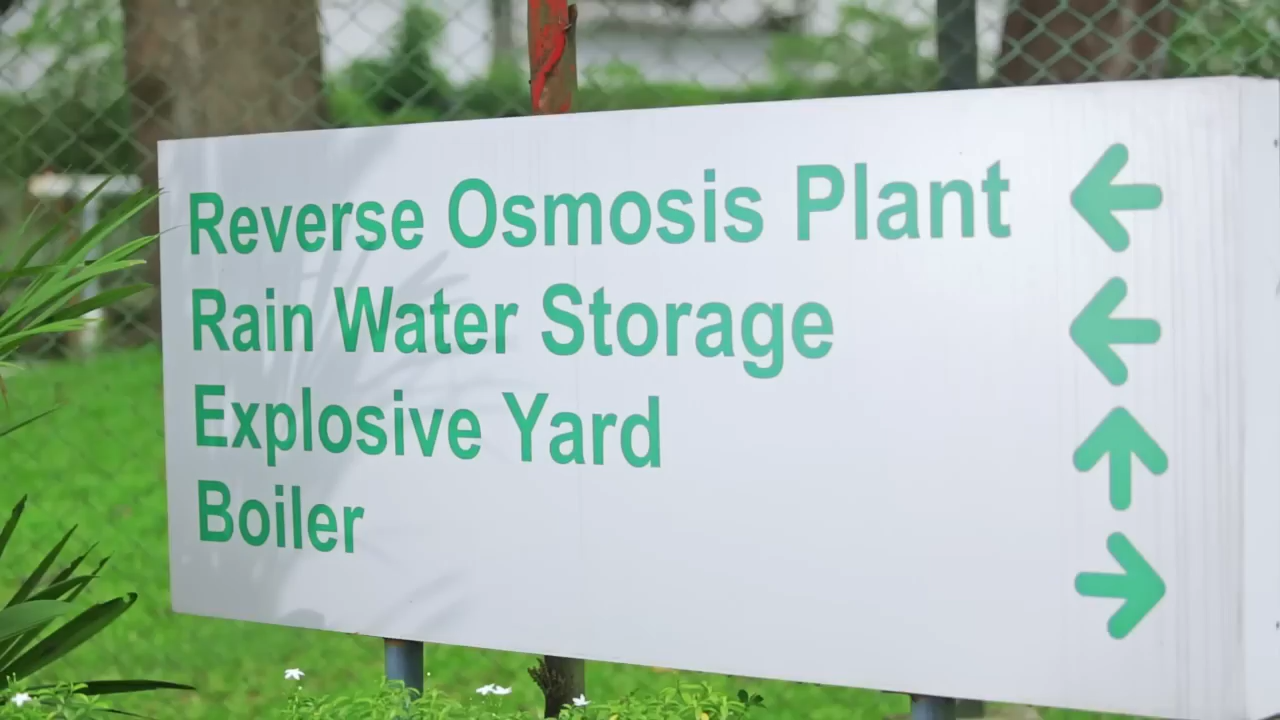 Reverse Osmosis Plant ←
Rain Water Storage ←
Explosive Yard ↑
Boiler →